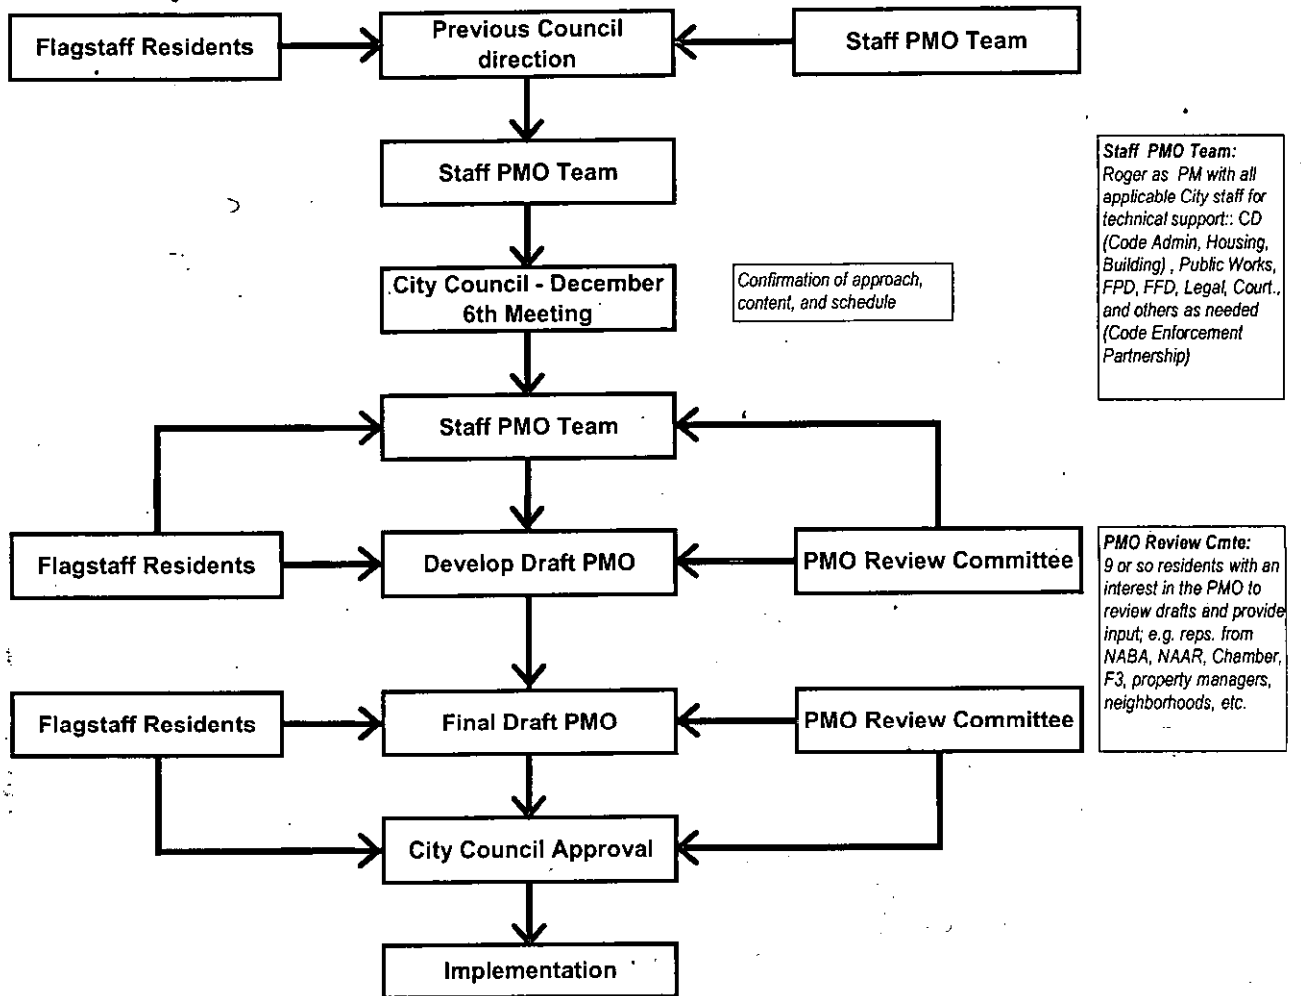 Flagstaff Residents
Previous Council
direction
Staff PMO Team
Staff PMO Team
Staff PMO Team:
Roger as PM with all
applicable City staff for
technical support:: CD
(Code Admin, Housing,
Building) , Public Works,
FPD, FFD, Legal, Court.,
and others as needed
(Code Enforcement
Partnership)
City Council - December
6th Meeting
Confirmation of approach,
content, and schedule
Staff PMO Team
Flagstaff Residents
Develop Draft PMO
PMO Review Committee
PMO Review Cmte:
9 or so residents with an
interest in the PMO to
review drafts and provide
input; e.g. reps. from
NABA, NAAR, Chamber,
F3, property managers,
neighborhoods, etc.
Flagstaff Residents
Final Draft PMO
PMO Review Committee
City Council Approval
Implementation